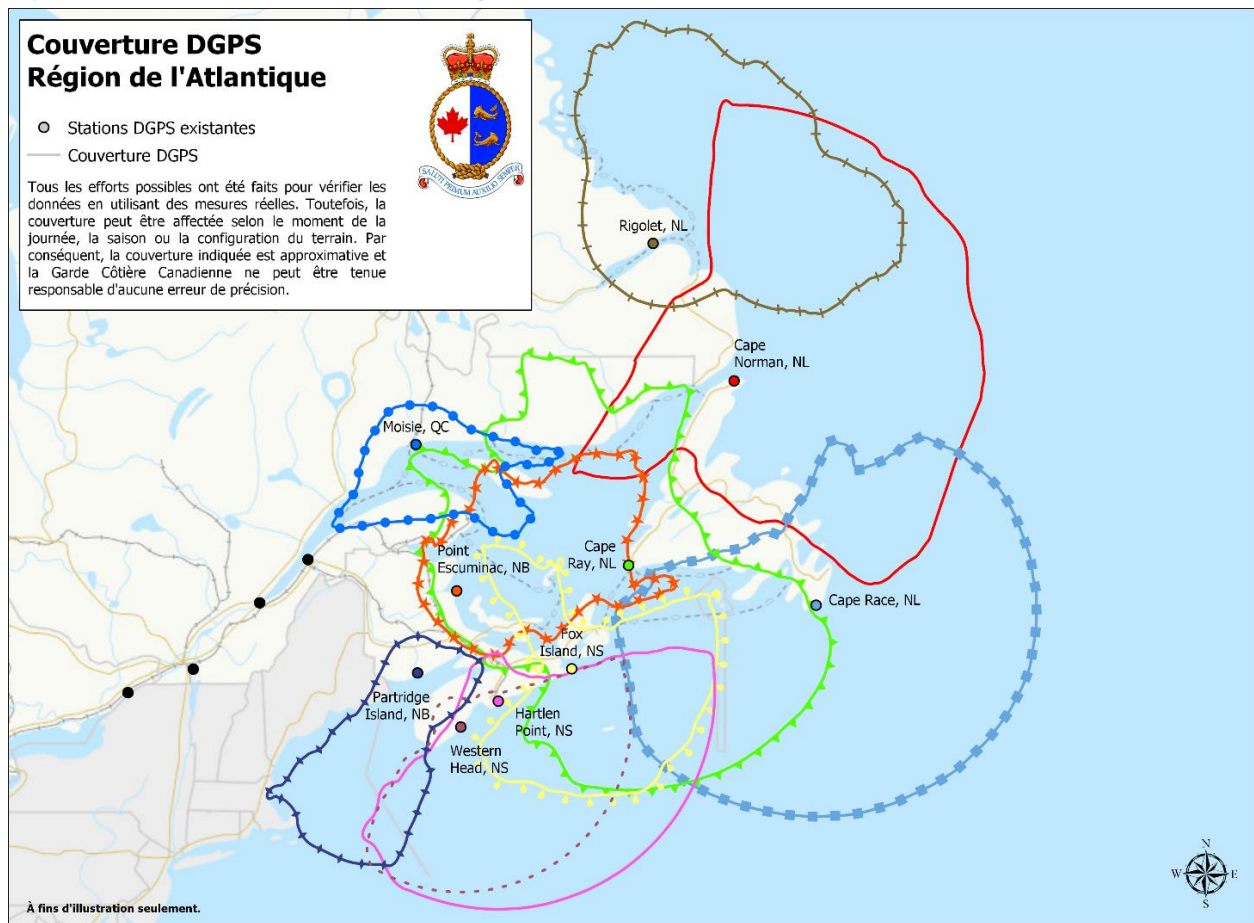 Couverture DGPS
Région de l'Atlantique
Stations DGPS existantes
Couverture DGPS
Tous les efforts possibles ont été faits pour vérifier les
données en utilisant des mesures réelles. Toutefois, la
couverture peut être affectée selon le moment de la
journée, la saison ou la configuration du terrain. Par
conséquent, la couverture indiquée est approximative et
la Garde Côtière Canadienne ne peut être tenue
responsable d'aucune erreur de précision.
SALUTI PRIMUM AUXILIO SEMPER
Rigolet, NL
Cape
Norman, NL
Moisie, QC
Point
Escuminac, NB
Cape
Ray, NL
Cape Race, NL
Fox
Island, NS
Partridge
Island, NB
Hartlen
Point, NS
Western
Head, NS
N
W
E
S
À fins d'illustration seulement.